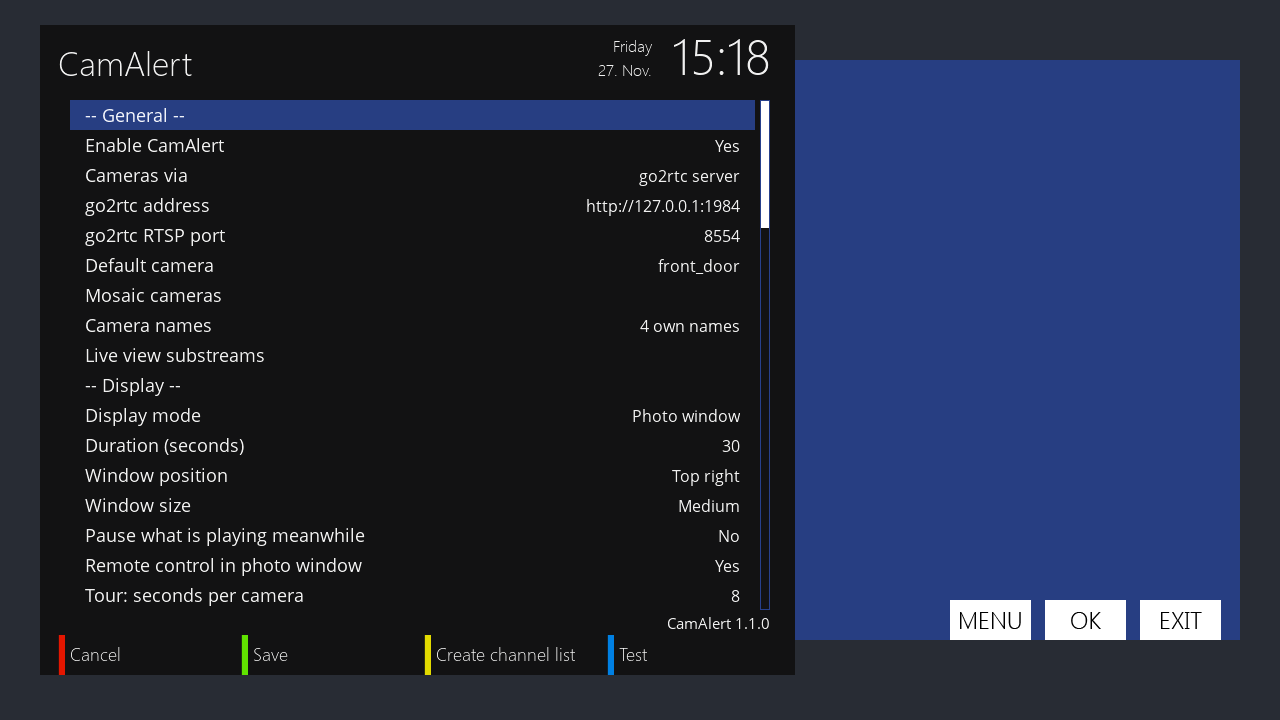 CamAlert
Friday
27. Nov.
15:18
-- General --
Enable CamAlert Yes
Cameras via go2rtc server
go2rtc address http://127.0.0.1:1984
go2rtc RTSP port 8554
Default camera front_door
Mosaic cameras
Camera names 4 own names
Live view substreams
-- Display --
Display mode Photo window
Duration (seconds) 30
Window position Top right
Window size Medium
Pause what is playing meanwhile No
Remote control in photo window Yes
Tour: seconds per camera 8
CamAlert 1.1.0
MENU OK EXIT
Cancel Save Create channel list Test